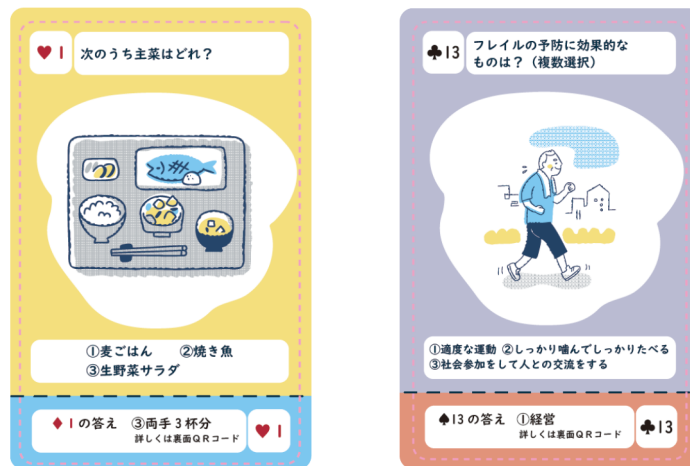 ♥1
次のうち主菜はどれ？
①麦ごはん ②焼き魚
③生野菜サラダ
♦1の答え ③両手3杯分
詳しくは裏面QRコード
♥1
♣13
フレイルの予防に効果的な
ものは？（複数選択）
①適度な運動 ②しっかり噛んでしっかりたべる
③社会参加をして人との交流をする
♠13の答え ①経営
詳しくは裏面QRコード
♣13